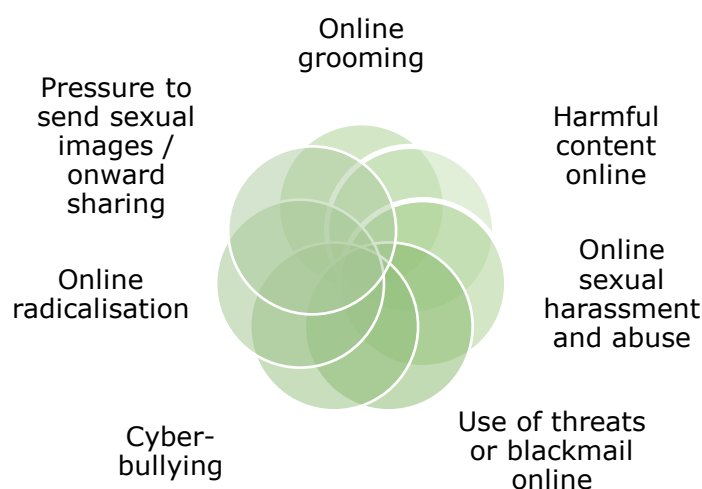 Online
grooming
Pressure to
send sexual
images /
onward
sharing
Harmful
content
online
Online
radicalisation
Online
sexual
harassment
and abuse
Cyber-
bullying
Use of threats
or blackmail
online